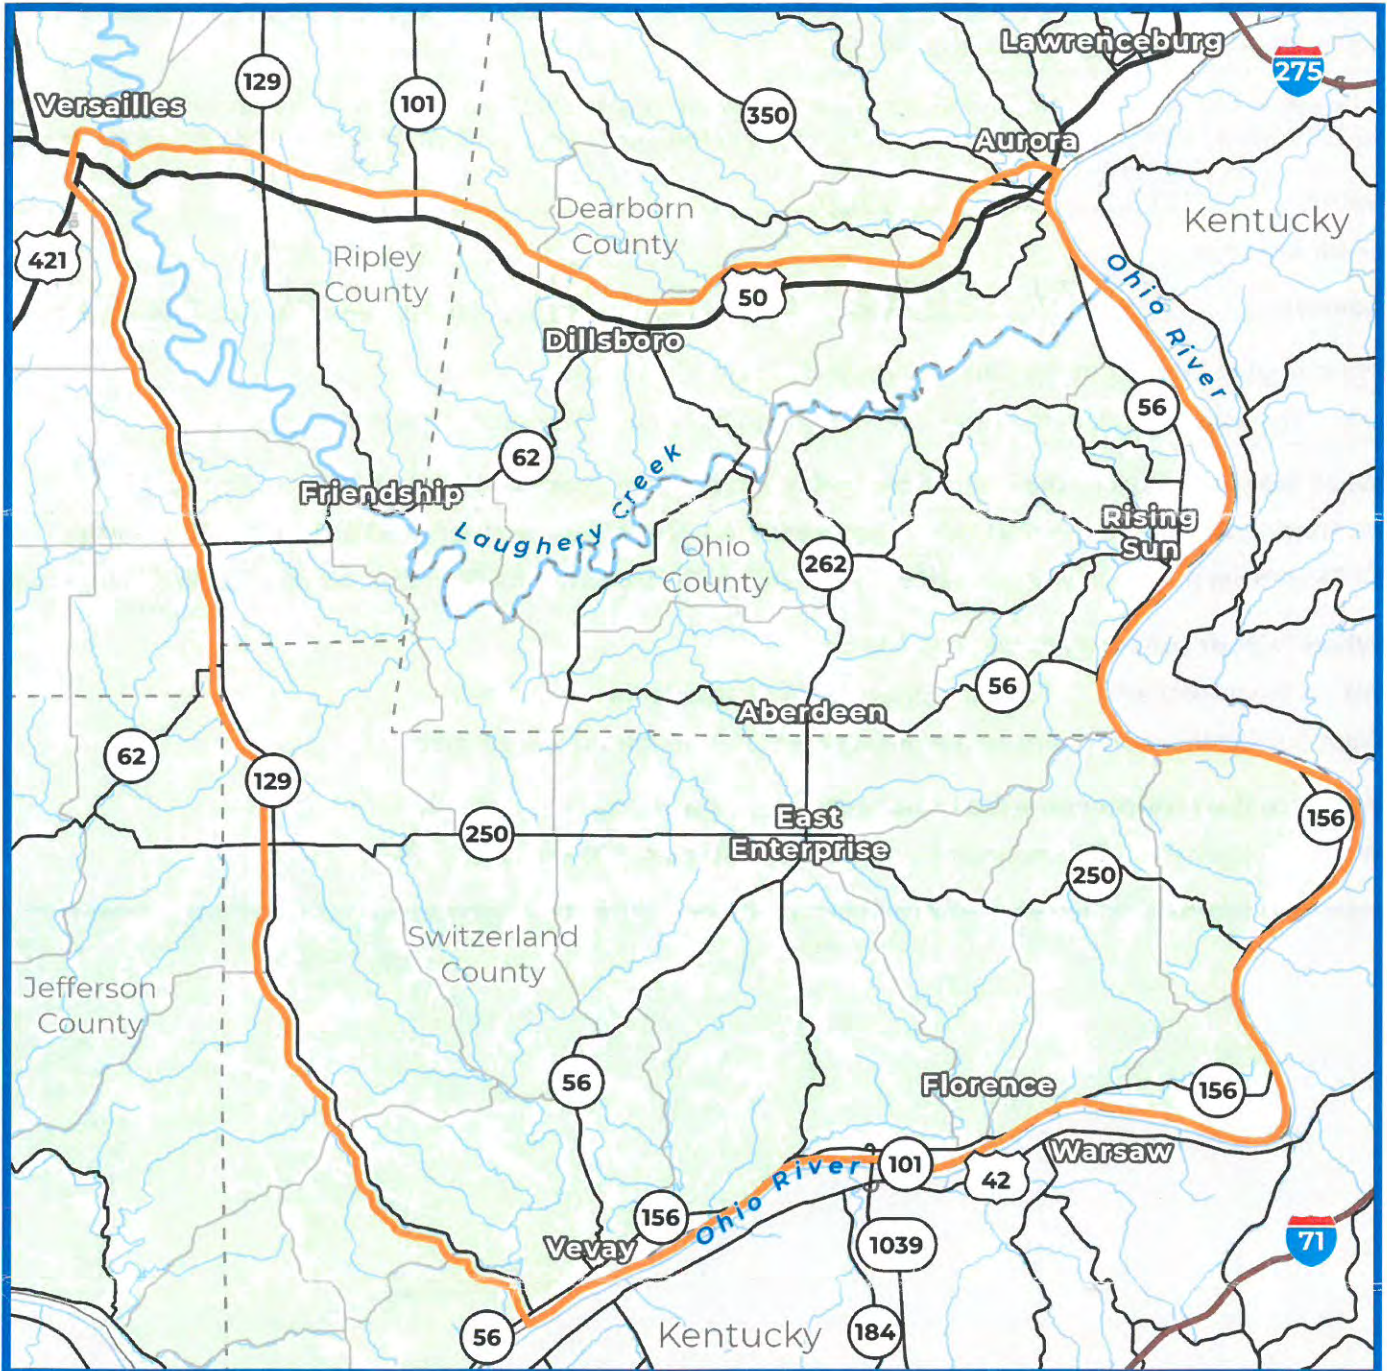 Lawrenceburg
275
129
101
Versailles
350
Aurora
Dearborn
County
Kentucky
421
Ripley
County
Ohio River
50
Dillsboro
56
62
Laughery Creek
Friendship
Rising
Sun
Ohio
County
262
56
Aberdeen
62
129
156
East
Enterprise
250
250
Switzerland
County
Jefferson
County
56
Florence
156
Warsaw
101
42
Ohio River
156
Vevay
1039
71
56
Kentucky
184